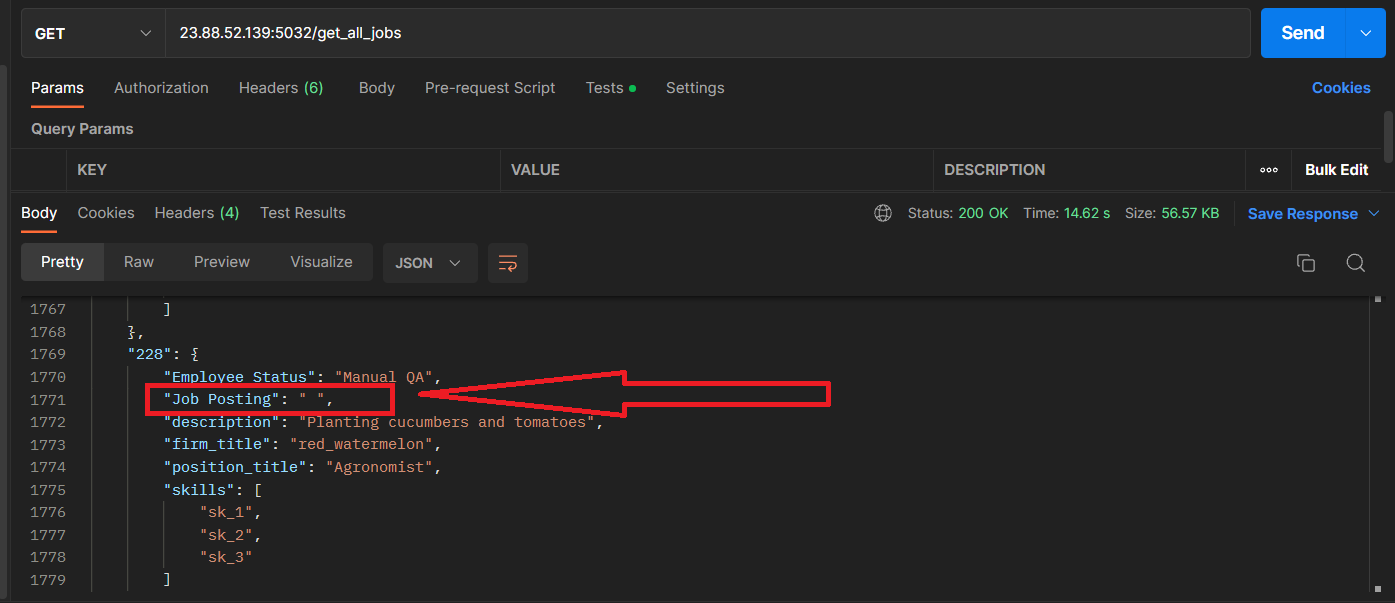 GET 23.88.52.139:5032/get_all_jobs Send
Params Authorization Headers (6) Body Pre-request Script Tests Settings Cookies
Query Params
KEY VALUE DESCRIPTION ooo Bulk Edit
Body Cookies Headers (4) Test Results Status: 200 OK Time: 14.62 s Size: 56.57 KB Save Response
Pretty Raw Preview Visualize JSON
1767 ]
1768 },
1769 "228": {
1770 "Employee Status": "Manual QA",
1771 "Job Posting": " ",
1772 "description": "Planting cucumbers and tomatoes",
1773 "firm_title": "red_watermelon",
1774 "position_title": "Agronomist",
1775 "skills": [
1776 "sk_1",
1777 "sk_2",
1778 "sk_3"
1779 ]